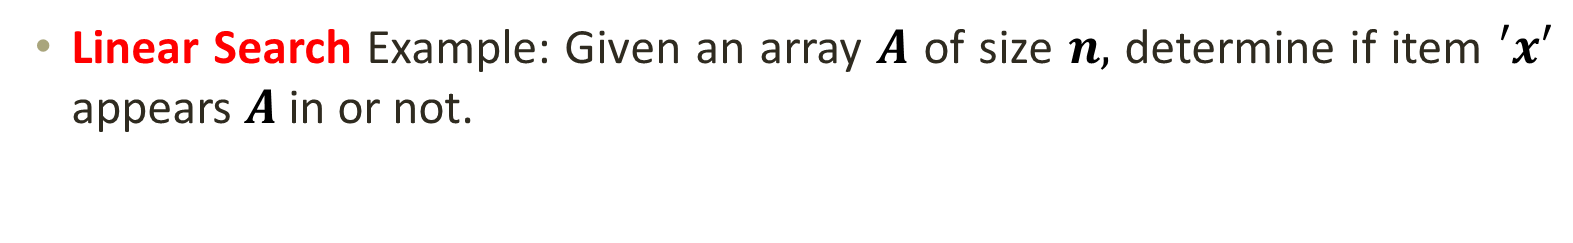 • Linear Search Example: Given an array A of size n, determine if item ′x′
appears A in or not.